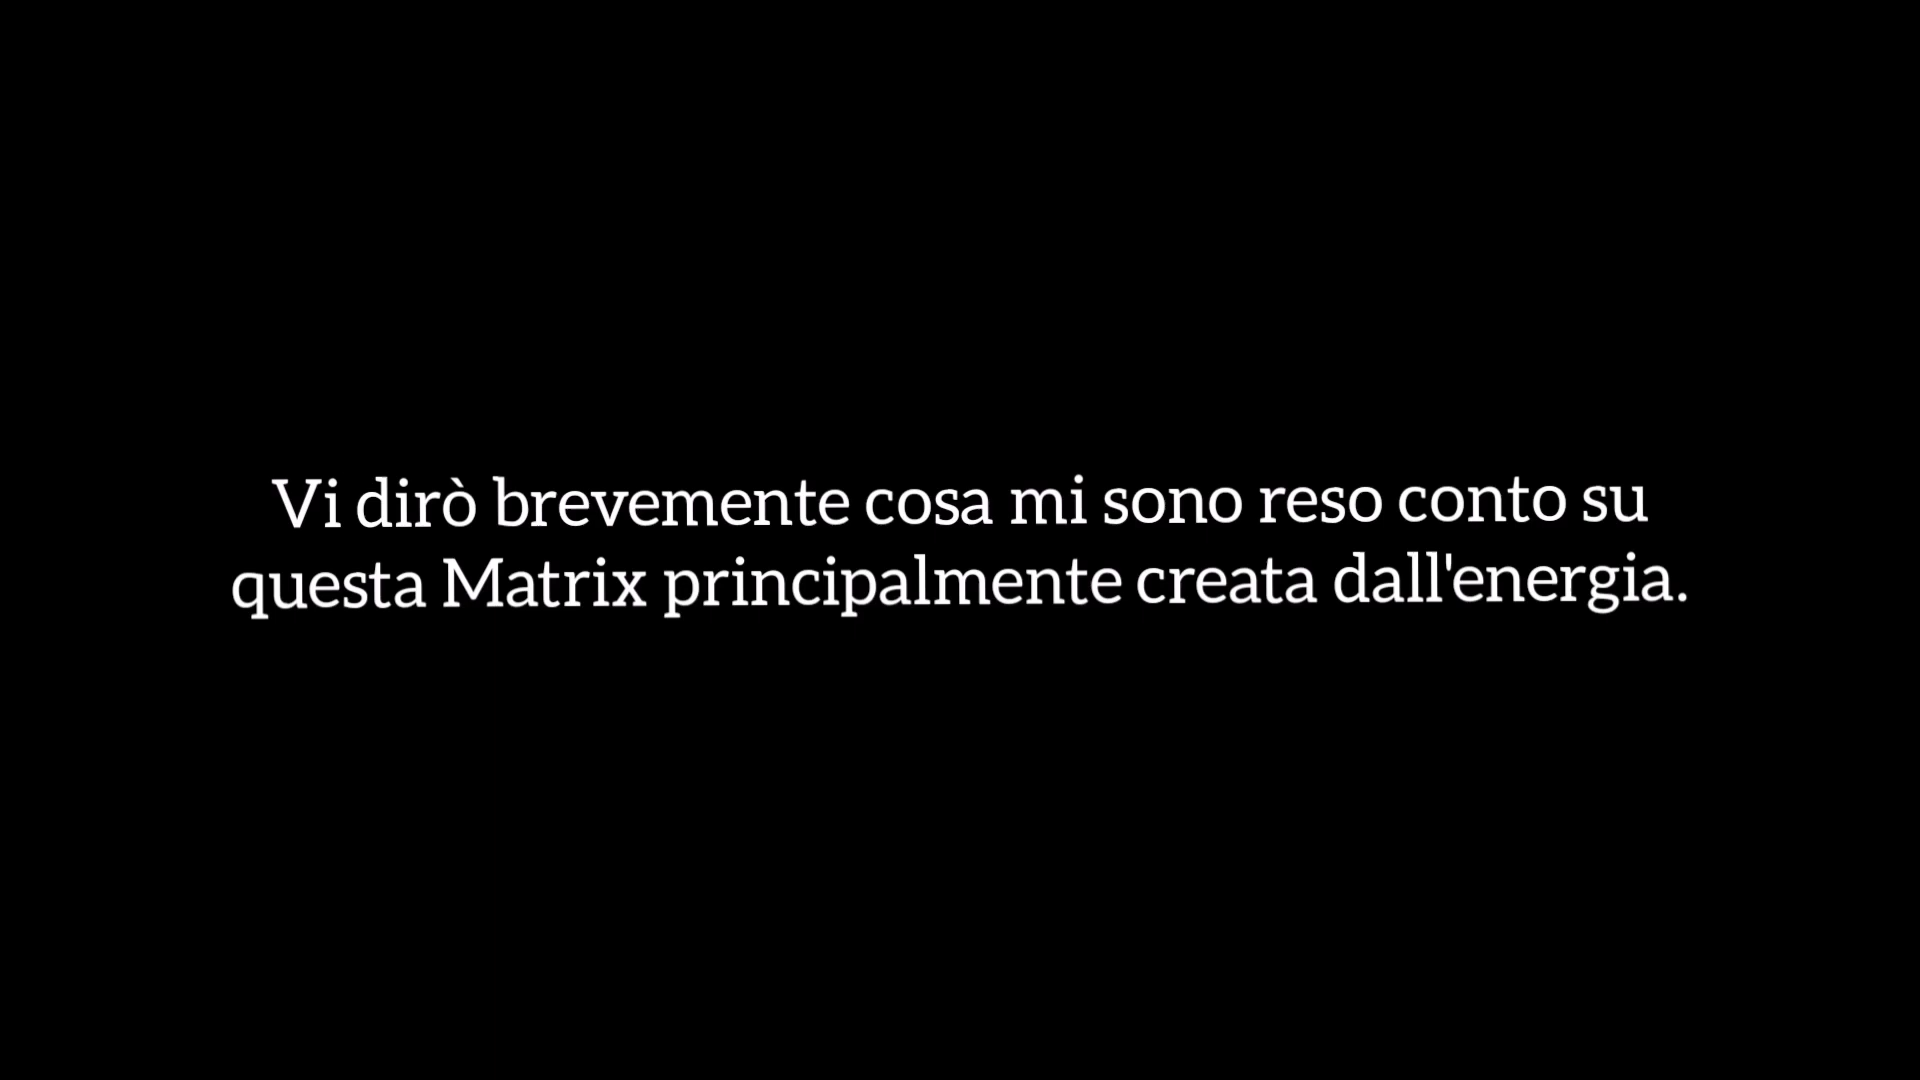 Vi dirò brevemente cosa mi sono reso conto su
questa Matrix principalmente creata dall'energia.